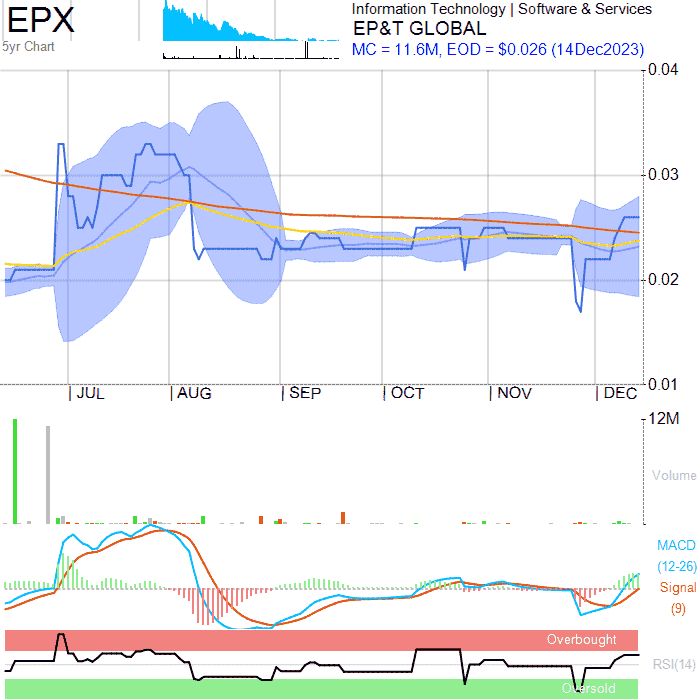 EPX
5yr Chart
Information Technology | Software & Services
EP&T GLOBAL
MC = 11.6M, EOD = $0.026 (14Dec2023)
0.04
0.03
0.02
0.01
| JUL
| AUG
| SEP
| OCT
| NOV
| DEC
12M
Volume
MACD
(12-26)
Signal
(9)
Overbought
RSI(14)
Oversold